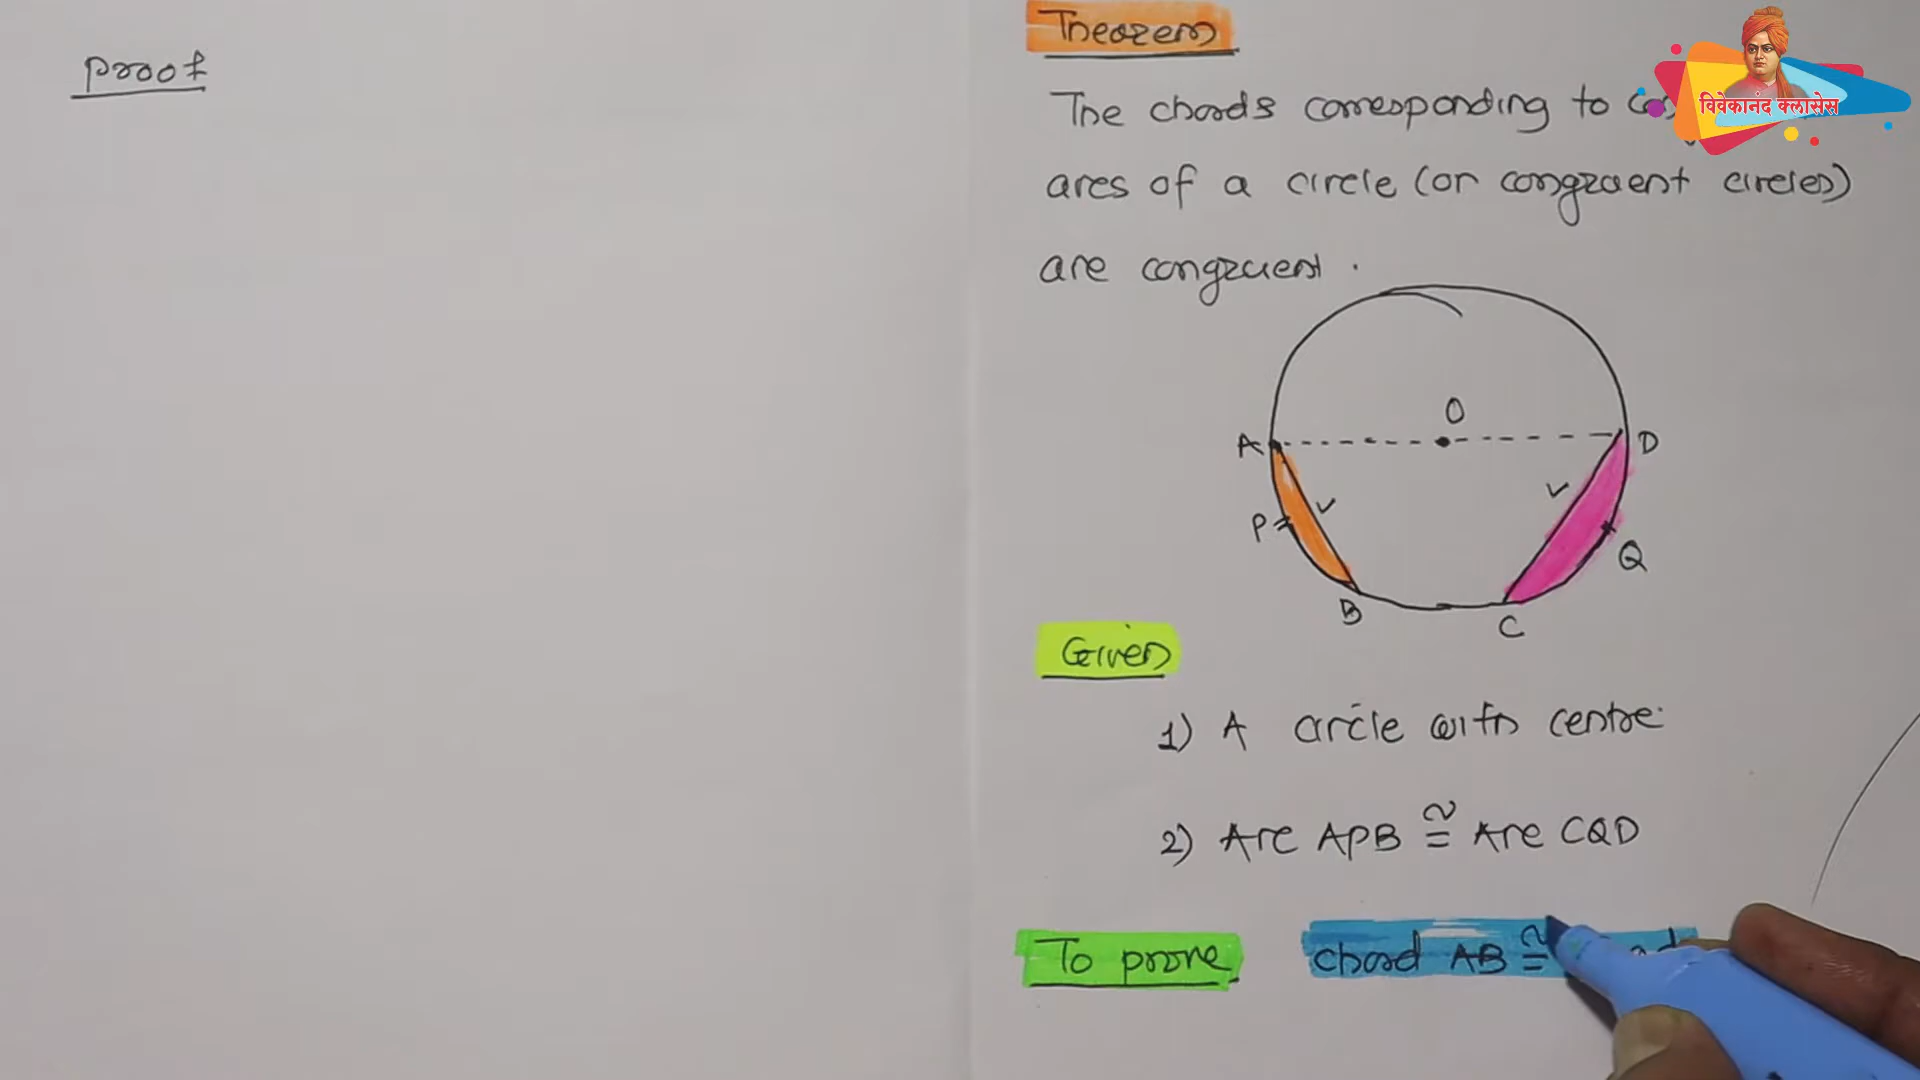 Proof
Theorem
The chords corresponding to
arcs of a circle (or congruent circles)
are congruent .
विवेकानंद क्लासेस
O
A
D
P
Q
B
C
Given
1) A circle with centre
2) Arc APB ≅ Arc CQD
To prove
chord AB ≅